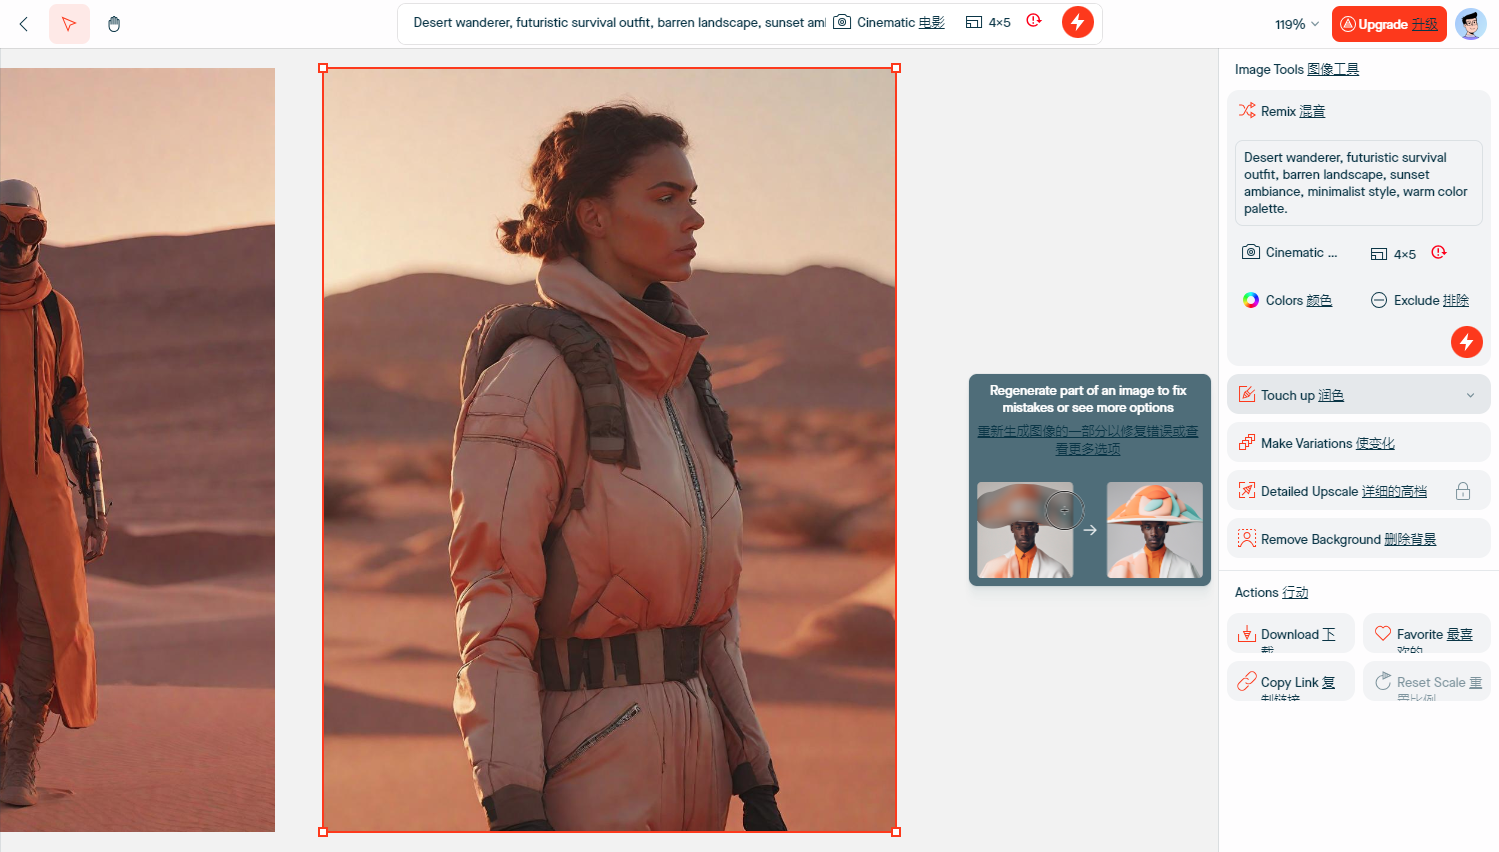 Desert wanderer, futuristic survival outfit, barren landscape, sunset am
Cinematic 电影
4×5
119%
Upgrade 升级
Image Tools 图像工具
Remix 混音
Desert wanderer, futuristic survival
outfit, barren landscape, sunset
ambiance, minimalist style, warm color
palette.
Cinematic ...
4×5
Colors 颜色
Exclude 排除
Regenerate part of an image to fix
mistakes or see more options
重新生成图像的一部分以修复错误或查
看更多选项
Touch up 润色
Make Variations 使变化
Detailed Upscale 详细的高档
Remove Background 删除背景
Actions 行动
Download 下
载
Favorite 最喜
欢的
Copy Link 复
制链接
Reset Scale 重
置比例